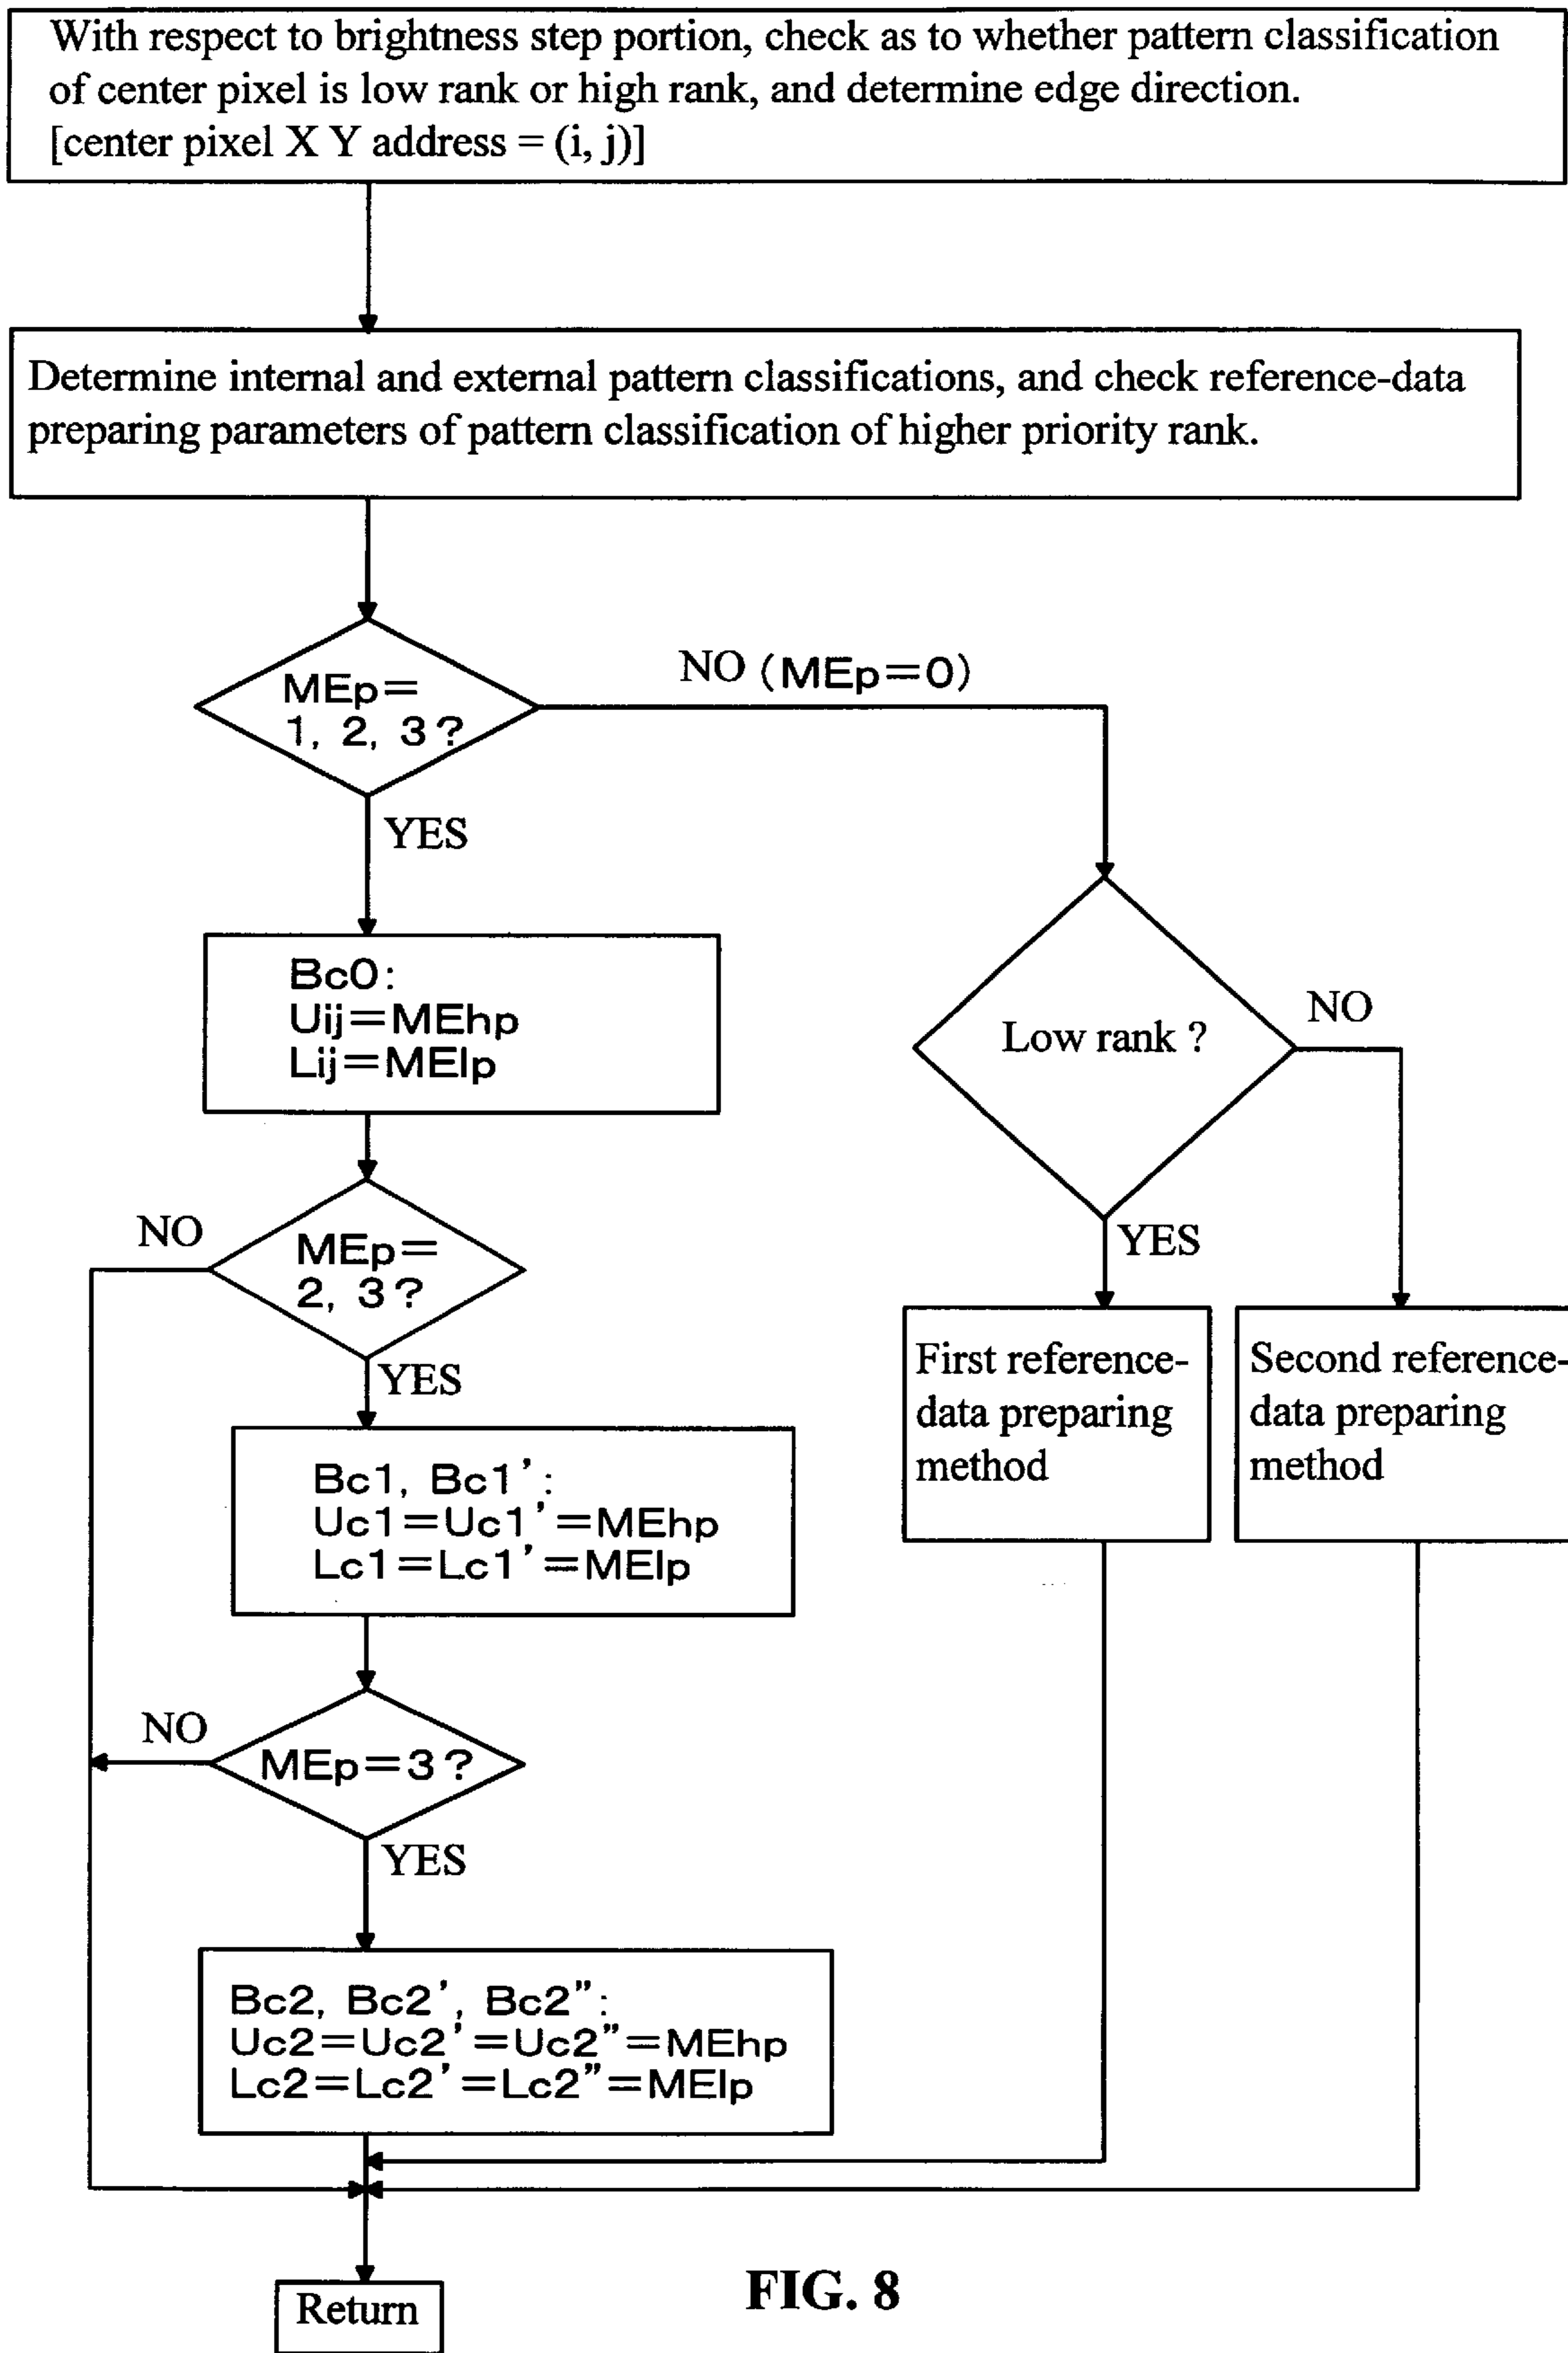 With respect to brightness step portion, check as to whether pattern classification
of center pixel is low rank or high rank, and determine edge direction.
[center pixel X Y address = (i, j)]
Determine internal and external pattern classifications, and check reference-data
preparing parameters of pattern classification of higher priority rank.
MEp=
1, 2, 3?
NO (MEp=0)
YES
Bc0:
Uij=MEhp
Lij=MElp
Low rank ?
NO
YES
MEp=
2, 3?
NO
YES
First reference-
data preparing
method
Second reference-
data preparing
method
Bc1, Bc1':
Uc1=Uc1'=MEhp
Lc1=Lc1'=MElp
MEp=3?
NO
YES
Bc2, Bc2', Bc2":
Uc2=Uc2'=Uc2"=MEhp
Lc2=Lc2'=Lc2"=MElp
Return
FIG. 8